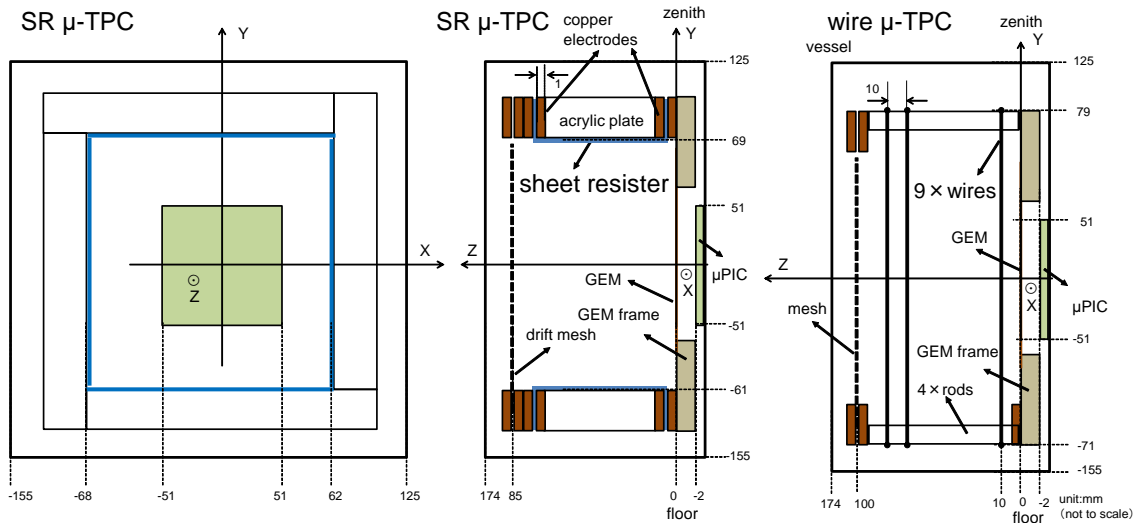 SR μ-TPC
Y
X
⊙
Z
-155
-68
-51
51
62
125
SR μ-TPC
copper
electrodes
zenith
Y
1
acrylic plate
sheet resister
125
69
51
Z
GEM
⊙
X
μPIC
GEM frame
drift mesh
-51
-61
-155
174
85
0
-2
floor
wire μ-TPC
vessel
zenith
Y
10
125
79
9×wires
51
GEM
Z
⊙
X
μPIC
mesh
-51
GEM frame
4×rods
-71
-155
174
100
10
0
-2
floor
unit:mm
(not to scale)